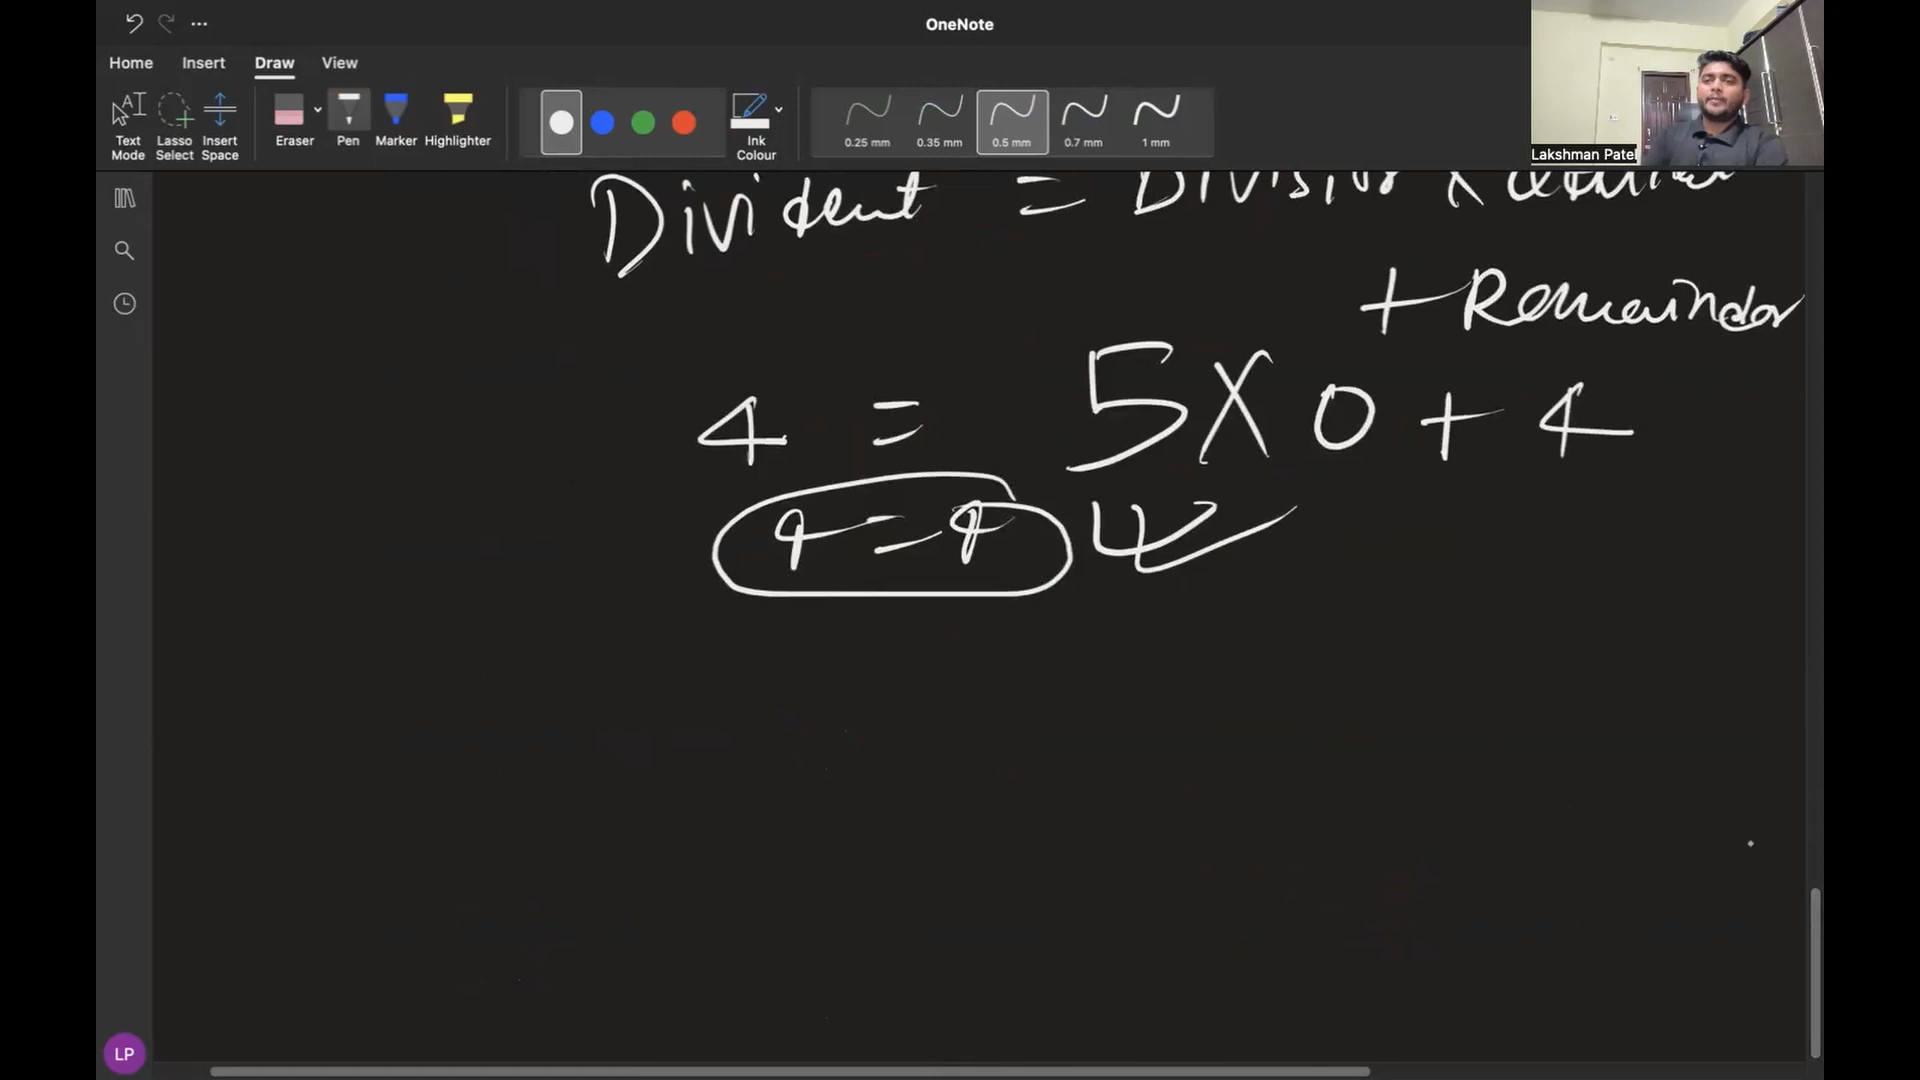 OneNote
Home Insert Draw View
Text Mode Lasso Select Insert Space Eraser Pen Marker Highlighter Ink Colour 0.25 mm 0.35 mm 0.5 mm 0.7 mm 1 mm
Lakshman Patel
Divident = Divisior X
+ Remainder
4 = 5 X 0 + 4
4 = 4
LP